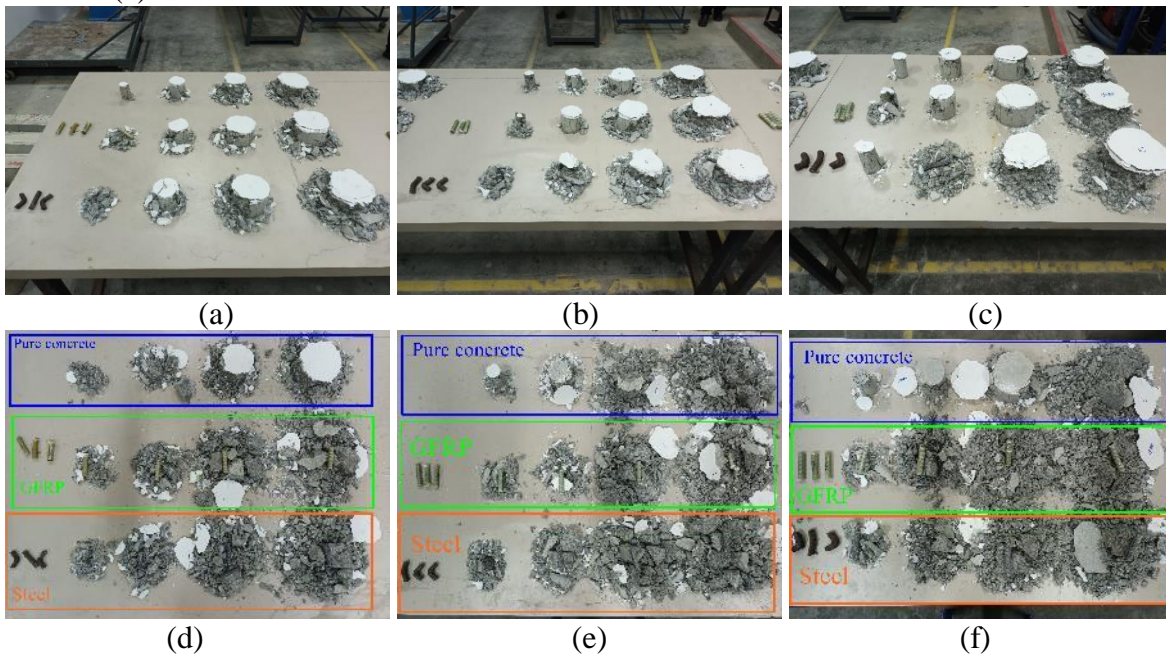 (a)
(b)
(c)
Pure concrete
GFRP
Steel
Pure concrete
GFRP
Steel
Pure concrete
GFRP
Steel
(d)
(e)
(f)